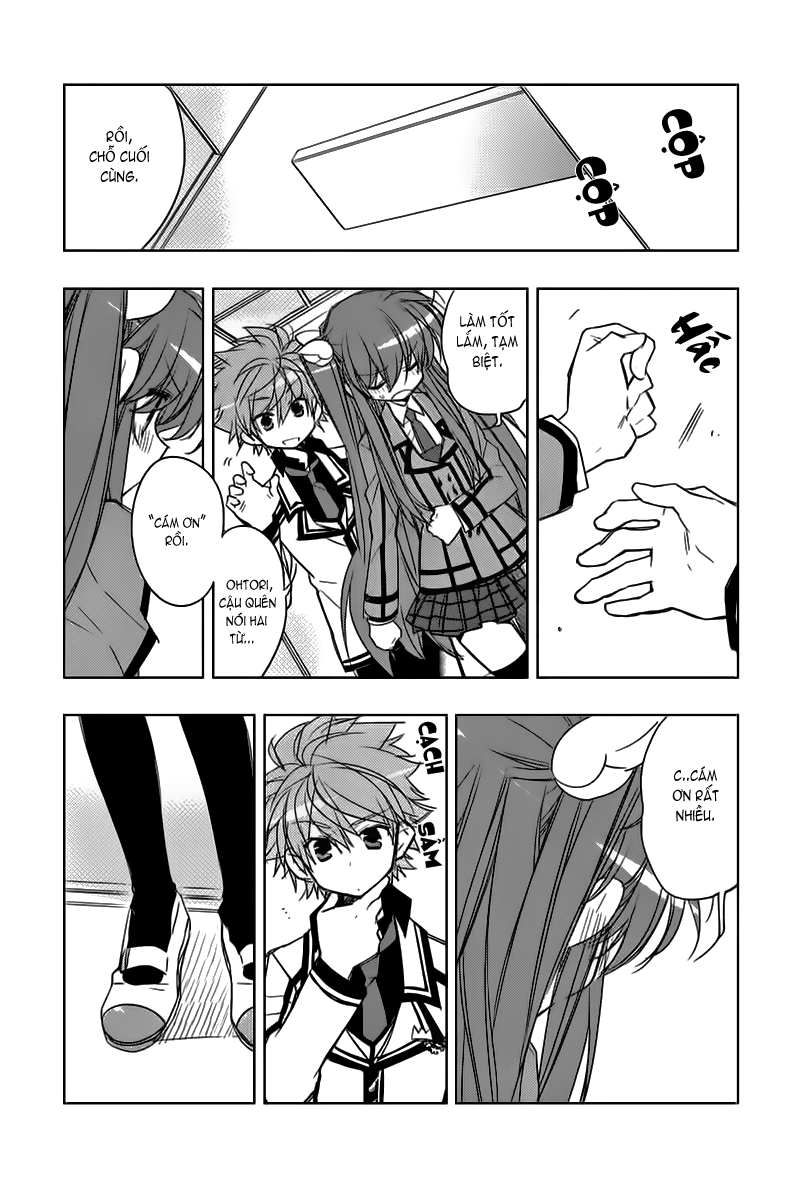 CỘP
CỘP
RỒI,
CHỖ CUỐI
CÙNG.
HẤC
LÀM TỐT
LẮM, TẠM
BIỆT.
OHTORI,
CẬU QUÊN
NÓI HAI
TỪ...
"CÁM ƠN"
RỒI.
C..CÁM
ƠN RẤT
NHIỀU.
CẠCH
SẦM